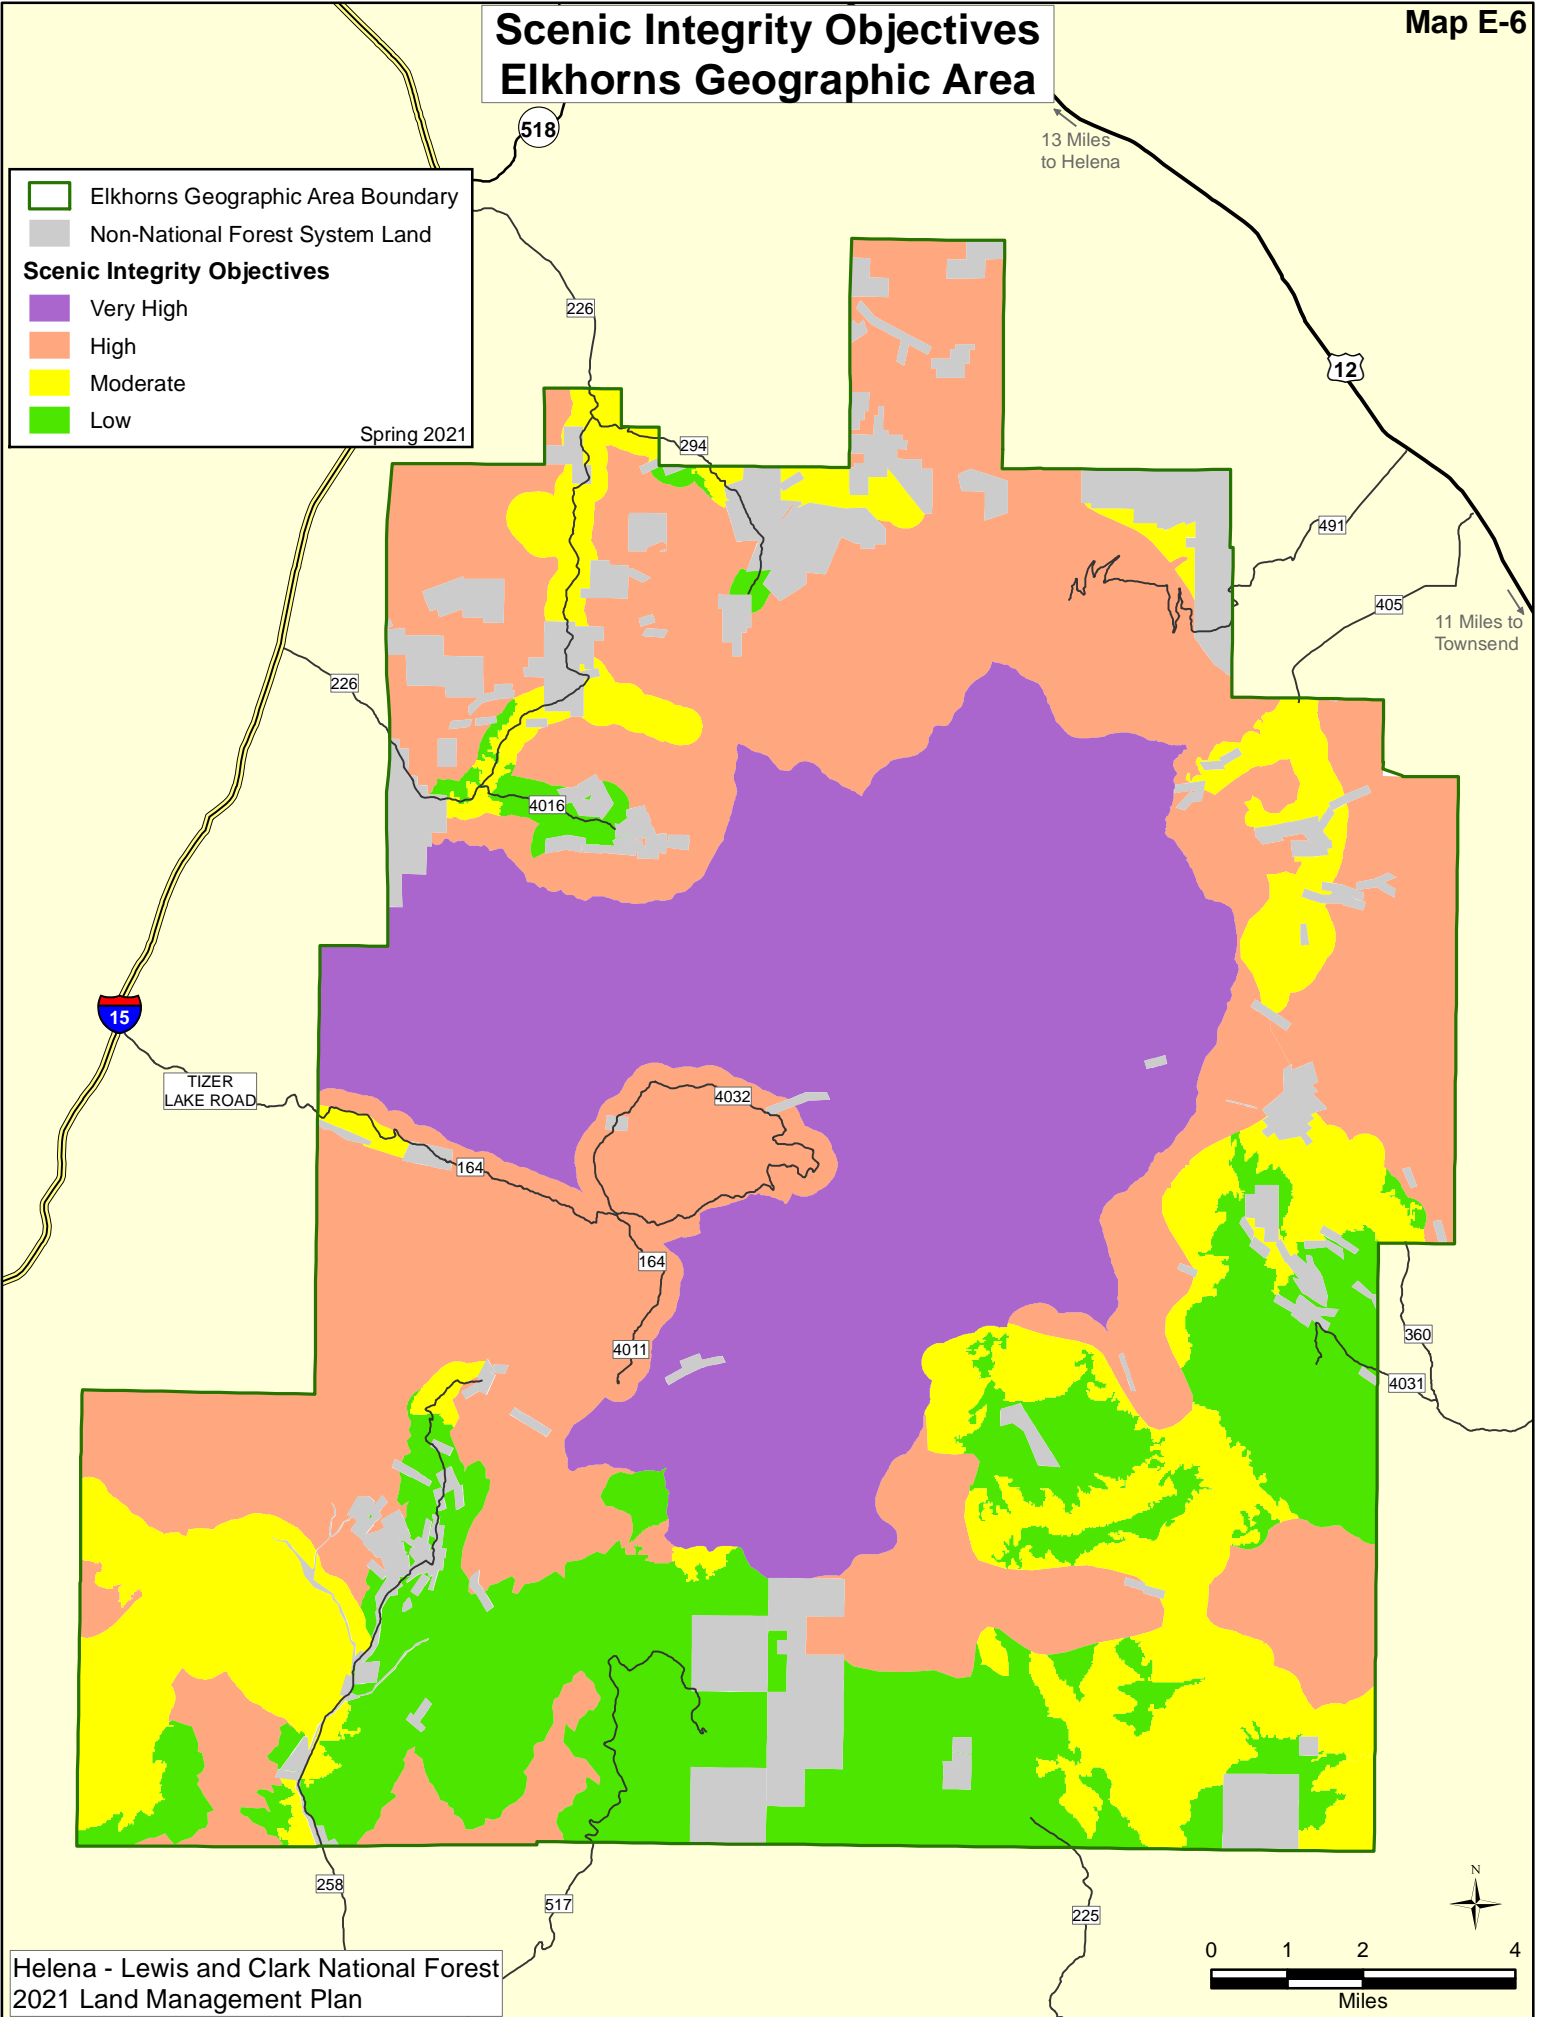 Scenic Integrity Objectives
Elkhorns Geographic Area
Map E-6
518
13 Miles
to Helena
Elkhorns Geographic Area Boundary
Non-National Forest System Land
Scenic Integrity Objectives
Very High
High
Moderate
Low
Spring 2021
226
12
294
491
405
11 Miles to
Townsend
226
4016
15
TIZER
LAKE ROAD
4032
164
164
4011
360
4031
258
517
225
N
Helena - Lewis and Clark National Forest
2021 Land Management Plan
0 1 2 4
Miles